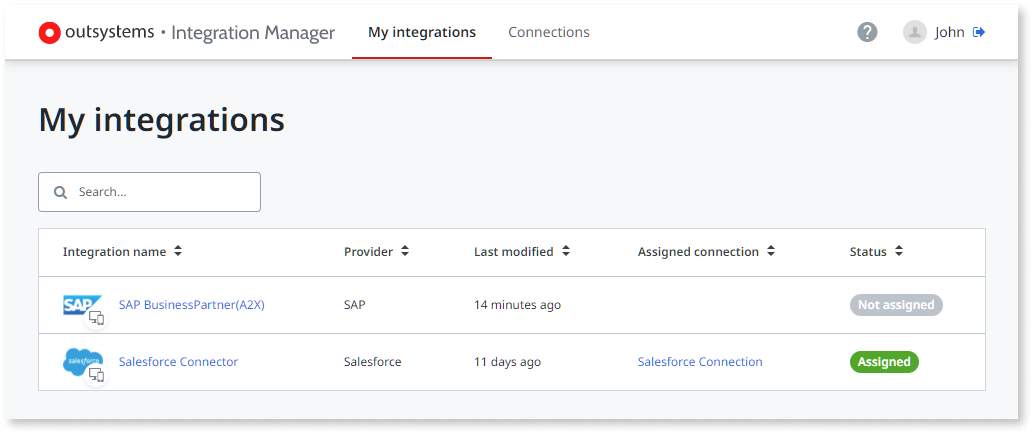 outsystems • Integration Manager My integrations Connections ? John
My integrations
Search...
Integration name Provider Last modified Assigned connection Status
SAP SAP BusinessPartner(A2X) SAP 14 minutes ago Not assigned
salesforce Salesforce Connector Salesforce 11 days ago Salesforce Connection Assigned